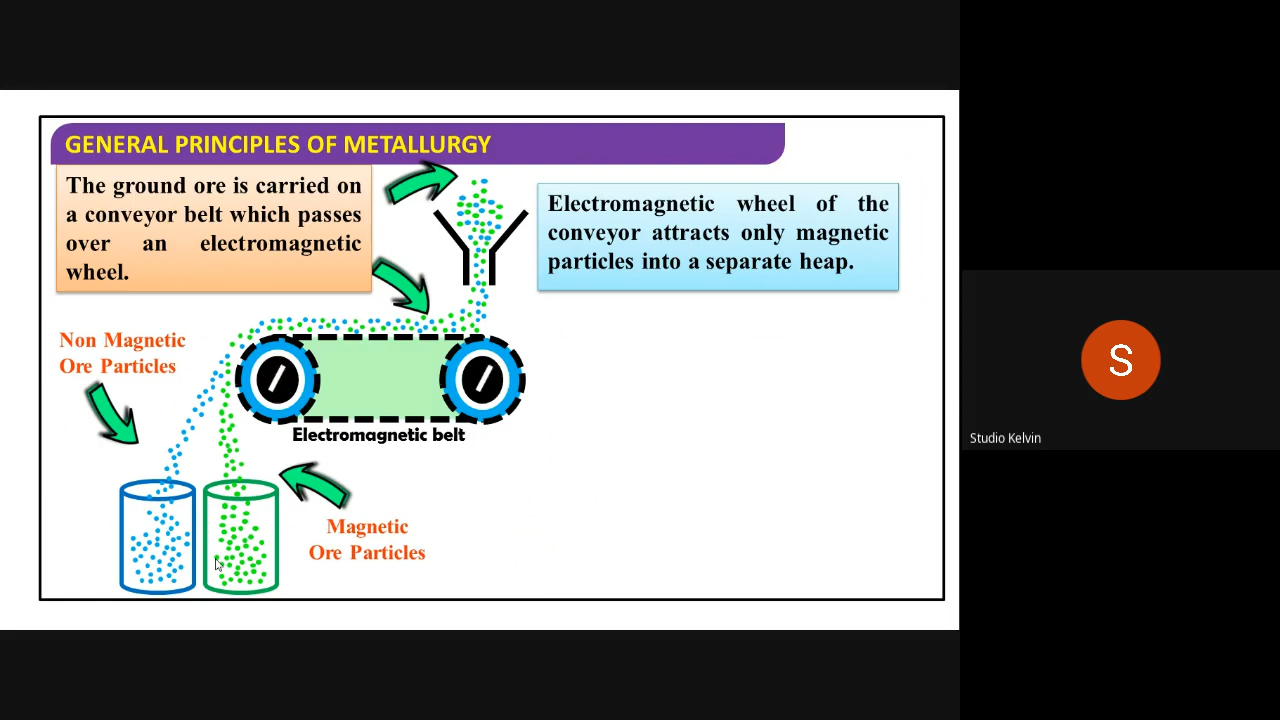 GENERAL PRINCIPLES OF METALLURGY
The ground ore is carried on
a conveyor belt which passes
over an electromagnetic
wheel.
Electromagnetic wheel of the
conveyor attracts only magnetic
particles into a separate heap.
Non Magnetic
Ore Particles
Electromagnetic belt
Magnetic
Ore Particles
S
Studio Kelvin